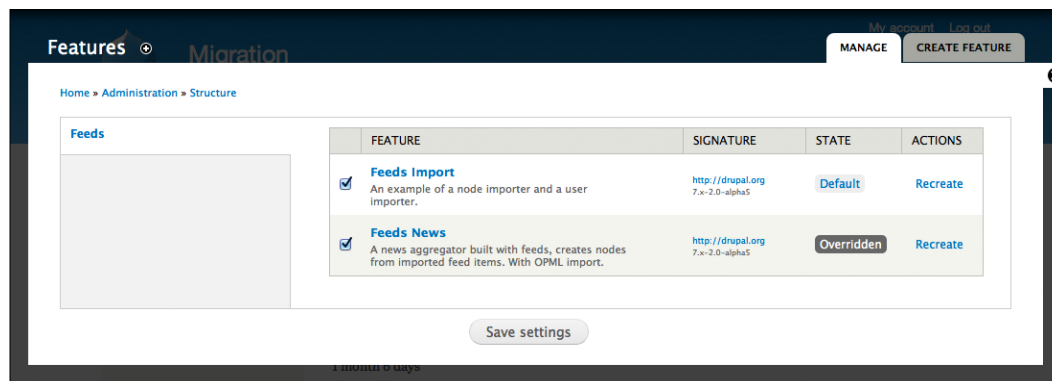 My account Log out
Features
Migration
MANAGE
CREATE FEATURE
Home » Administration » Structure
Feeds
FEATURE SIGNATURE STATE ACTIONS
Feeds Import
An example of a node importer and a user
importer.
http://drupal.org
7.x-2.0-alpha5
Default
Recreate
Feeds News
A news aggregator built with feeds, creates nodes
from imported feed items. With OPML import.
http://drupal.org
7.x-2.0-alpha5
Overridden
Recreate
Save settings
1 month 6 days